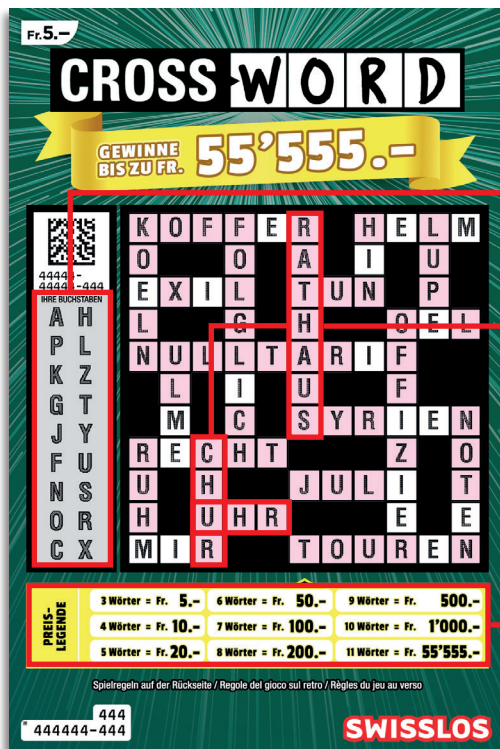 Fr.5.–
CROSSWORD
GEWINNE
BIS ZU FR. 55'555.–
44444-
44444-444
IHRE BUCHSTABEN
A H
P L
K Z
G T
J Y
F U
N S
O R
C X
K O F F E R H E L M
O O A I U
E X I L T U N P
L G H O E L
N U L L T A R I F
L I U F
M C S Y R I E N
R E C H T Z O
U H J U L I T
H U H R E E
M I R T O U R E N
PREIS-
LEGENDE
3 Wörter = Fr. 5.– 6 Wörter = Fr. 50.– 9 Wörter = Fr. 500.–
4 Wörter = Fr. 10.– 7 Wörter = Fr. 100.– 10 Wörter = Fr. 1'000.–
5 Wörter = Fr. 20.– 8 Wörter = Fr. 200.– 11 Wörter = Fr. 55'555.–
Spielregeln auf der Rückseite / Regole del gioco sul retro / Règles du jeu au verso
444
444444-444
SWISSLOS